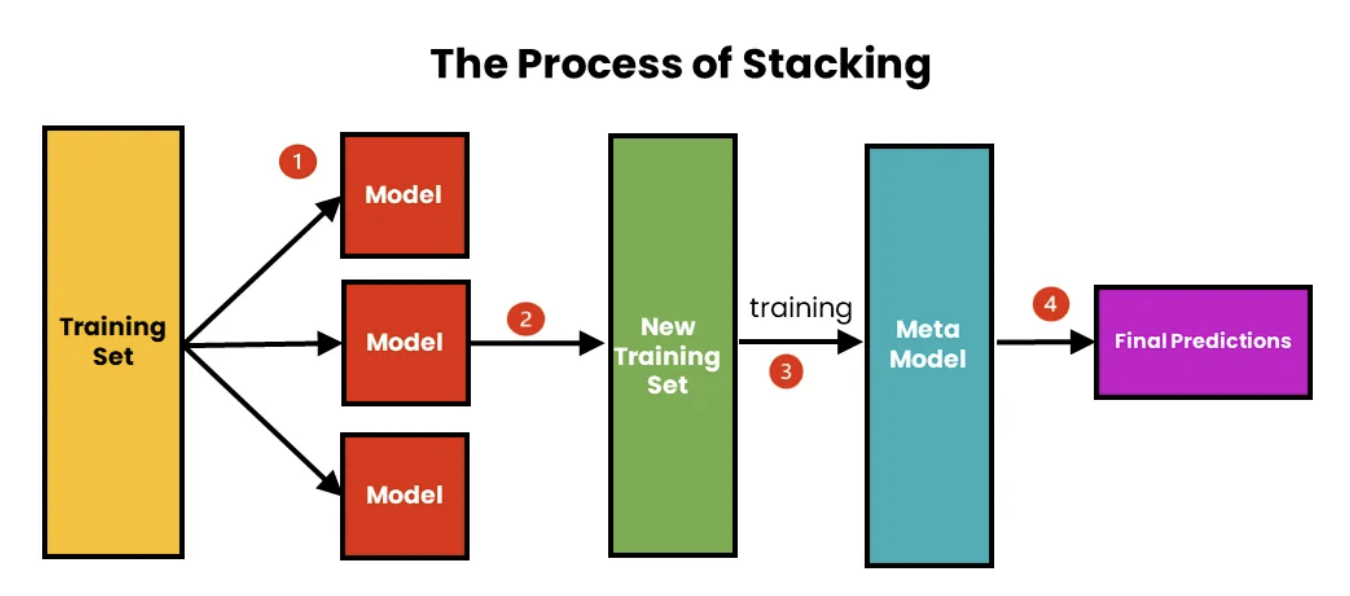 The Process of Stacking
1
Model
Training
Set
Model
2
New
Training
Set
training
3
Meta
Model
4
Final Predictions
Model